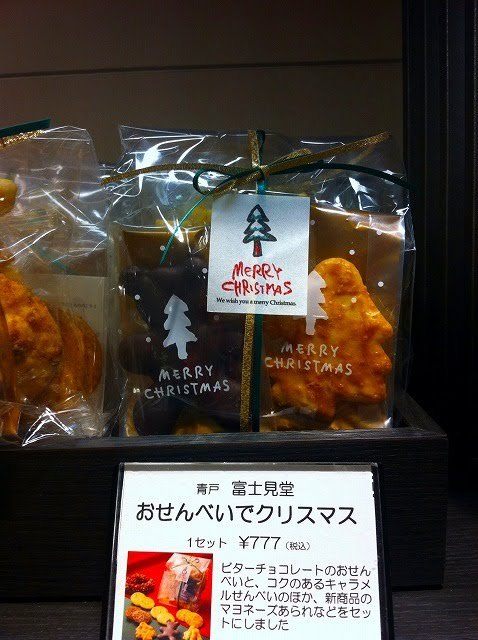 MERRY
CHRISTMAS
We wish you a merry Christmas.
MERRY
CHRISTMAS
MERRY
CHRISTMAS
青戸 富士見堂
おせんべいでクリスマス
1セット ¥777(税込)
ビターチョコレートのおせん
べいと、コクのあるキャラメ
ルせんべいのほか、新商品の
マヨネーズあられなどをセッ
トにしました